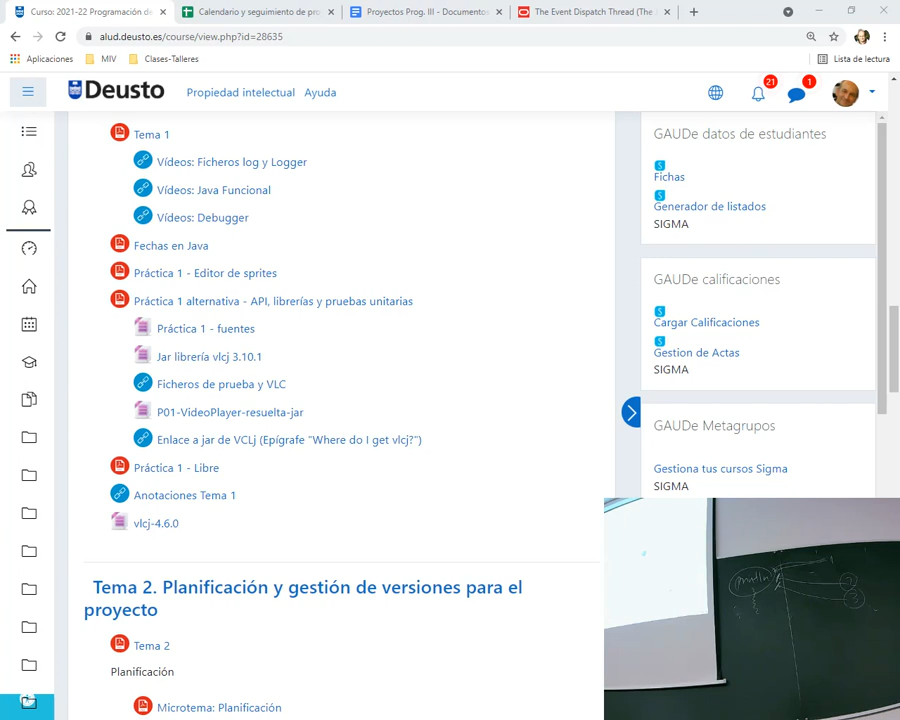 Curso: 2021-22 Programación de
Calendario y seguimiento de pro
Proyectos Prog. III - Documentos
The Event Dispatch Thread (The
alud.deusto.es/course/view.php?id=28635
Aplicaciones
MIV
Clases-Talleres
Lista de lectura
Deusto
Propiedad intelectual
Ayuda
21
1
Tema 1
Vídeos: Ficheros log y Logger
Vídeos: Java Funcional
Vídeos: Debugger
Fechas en Java
Práctica 1 - Editor de sprites
Práctica 1 alternativa - API, librerías y pruebas unitarias
Práctica 1 - fuentes
Jar librería vlcj 3.10.1
Ficheros de prueba y VLC
P01-VideoPlayer-resuelta-jar
Enlace a jar de VCLj (Epígrafe "Where do I get vlcj?")
Práctica 1 - Libre
Anotaciones Tema 1
vlcj-4.6.0
Tema 2. Planificación y gestión de versiones para el
proyecto
Tema 2
Planificación
Microtema: Planificación
GAUDe datos de estudiantes
S
Fichas
S
Generador de listados
SIGMA
GAUDe calificaciones
S
Cargar Calificaciones
S
Gestion de Actas
SIGMA
GAUDe Metagrupos
Gestiona tus cursos Sigma
SIGMA